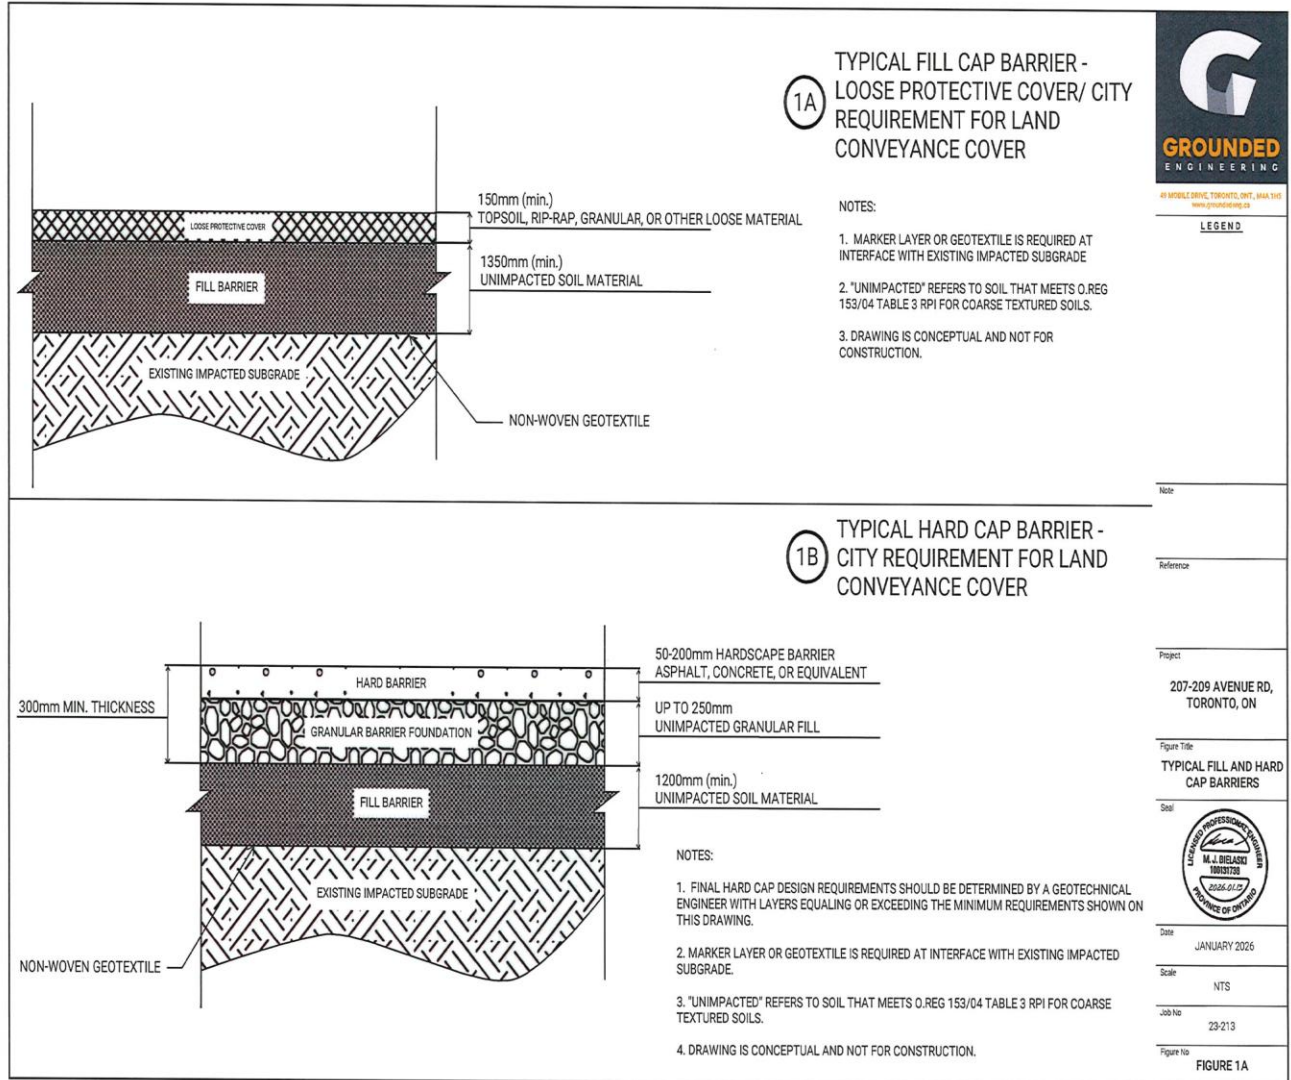 1A
TYPICAL FILL CAP BARRIER -
LOOSE PROTECTIVE COVER/ CITY
REQUIREMENT FOR LAND
CONVEYANCE COVER
NOTES:
1. MARKER LAYER OR GEOTEXTILE IS REQUIRED AT
INTERFACE WITH EXISTING IMPACTED SUBGRADE
2. "UNIMPACTED" REFERS TO SOIL THAT MEETS O.REG
153/04 TABLE 3 RPI FOR COARSE TEXTURED SOILS.
3. DRAWING IS CONCEPTUAL AND NOT FOR
CONSTRUCTION.
150mm (min.)
TOPSOIL, RIP-RAP, GRANULAR, OR OTHER LOOSE MATERIAL
LOOSE PROTECTIVE COVER
1350mm (min.)
UNIMPACTED SOIL MATERIAL
FILL BARRIER
EXISTING IMPACTED SUBGRADE
NON-WOVEN GEOTEXTILE
1B
TYPICAL HARD CAP BARRIER -
CITY REQUIREMENT FOR LAND
CONVEYANCE COVER
50-200mm HARDSCAPE BARRIER
ASPHALT, CONCRETE, OR EQUIVALENT
HARD BARRIER
300mm MIN. THICKNESS
UP TO 250mm
UNIMPACTED GRANULAR FILL
GRANULAR BARRIER FOUNDATION
1200mm (min.)
UNIMPACTED SOIL MATERIAL
FILL BARRIER
EXISTING IMPACTED SUBGRADE
NON-WOVEN GEOTEXTILE
NOTES:
1. FINAL HARD CAP DESIGN REQUIREMENTS SHOULD BE DETERMINED BY A GEOTECHNICAL
ENGINEER WITH LAYERS EQUALING OR EXCEEDING THE MINIMUM REQUIREMENTS SHOWN ON
THIS DRAWING.
2. MARKER LAYER OR GEOTEXTILE IS REQUIRED AT INTERFACE WITH EXISTING IMPACTED
SUBGRADE.
3. "UNIMPACTED" REFERS TO SOIL THAT MEETS O.REG 153/04 TABLE 3 RPI FOR COARSE
TEXTURED SOILS.
4. DRAWING IS CONCEPTUAL AND NOT FOR CONSTRUCTION.
GROUNDED
ENGINEERING
MOBILE DRIVE, TORONTO, ONT., M4A 1H5
www.groundedeng.ca
LEGEND
Note
Reference
Project
207-209 AVENUE RD,
TORONTO, ON
Figure Title
TYPICAL FILL AND HARD
CAP BARRIERS
Seal
LICENSED PROFESSIONAL ENGINEER
M. J. BIELASKI
PROVINCE OF ONTARIO
Date
JANUARY 2026
Scale
NTS
Job No
23-213
Figure No
FIGURE 1A